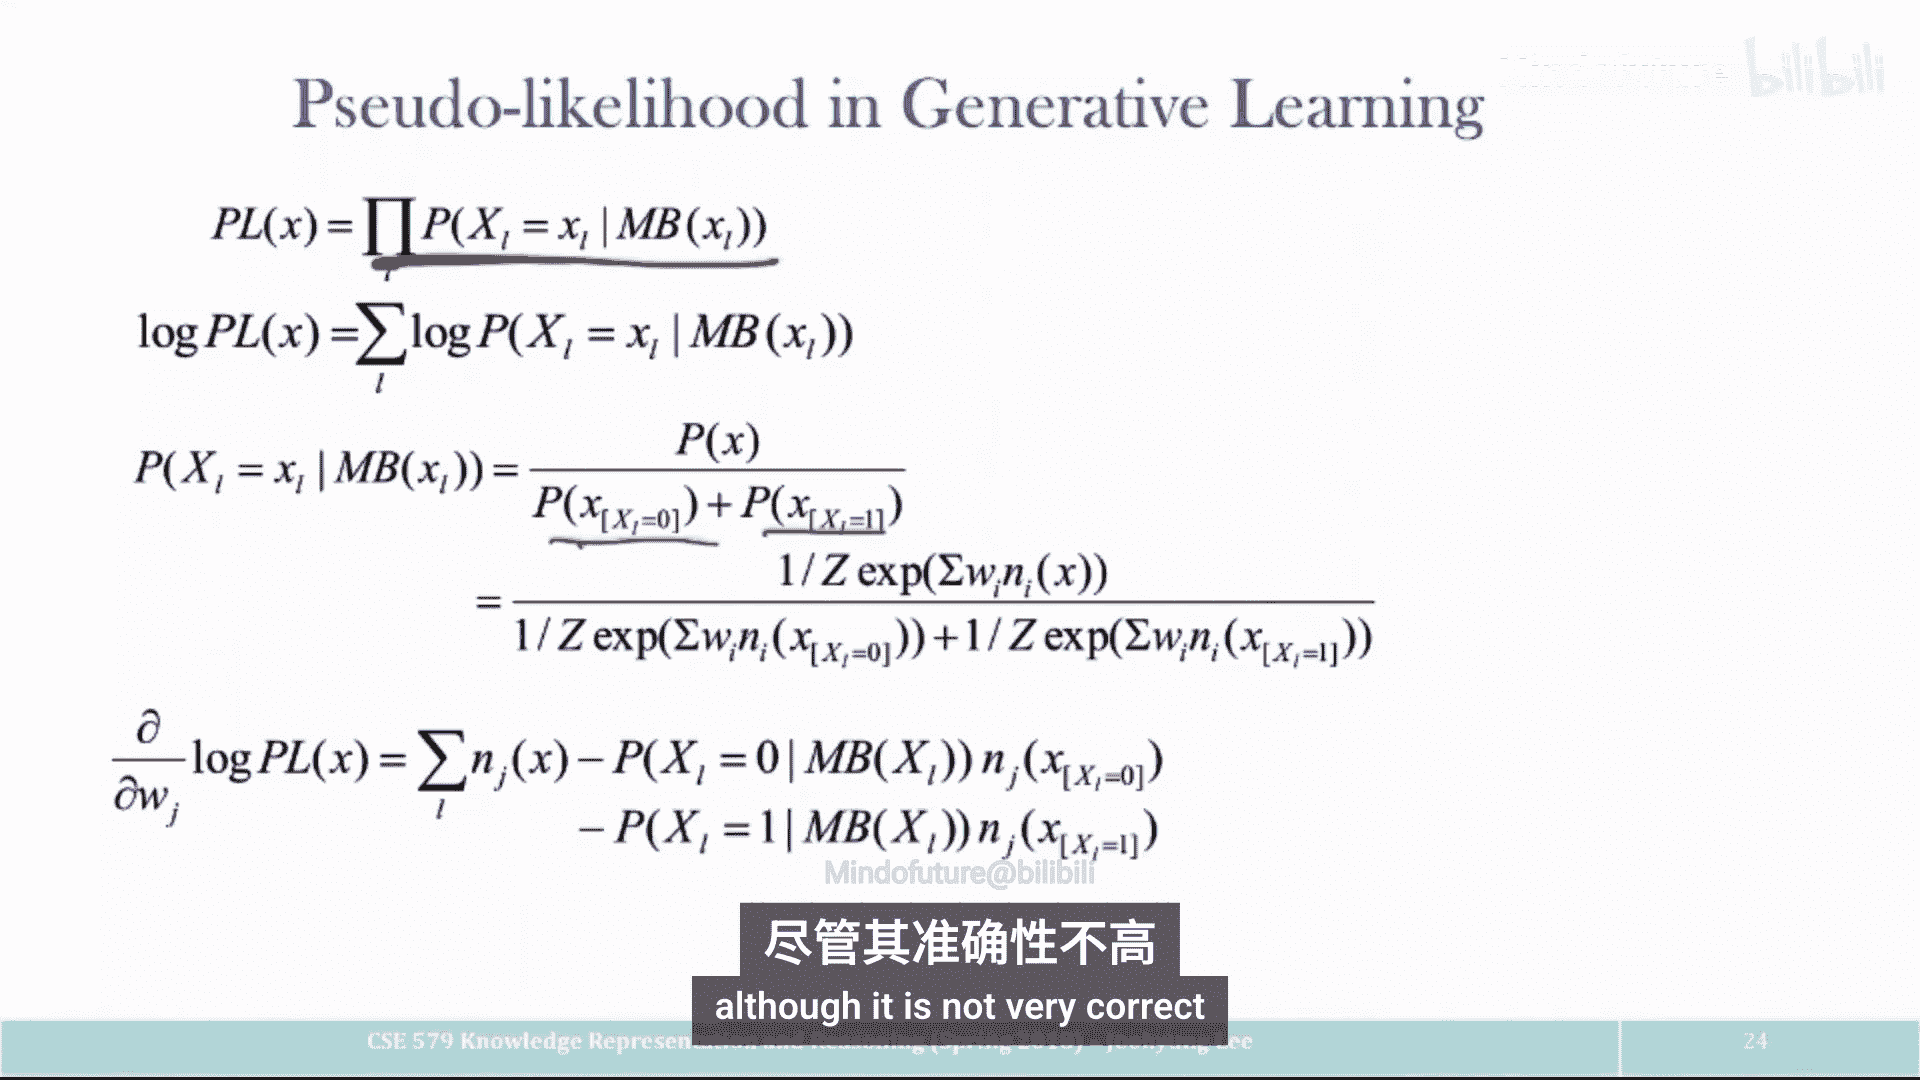 bilibili
Pseudo-likelihood in Generative Learning
PL(x) = ∏_l P(X_l = x_l | MB(x_l))
log PL(x) = ∑_l log P(X_l = x_l | MB(x_l))
P(X_l = x_l | MB(x_l)) = P(x) / (P(x_[X_l=0]) + P(x_[X_l=1]))
= 1/Z exp(Σw_i n_i(x)) / (1/Z exp(Σw_i n_i(x_[X_l=0])) + 1/Z exp(Σw_i n_i(x_[X_l=1])))
∂/∂w_j log PL(x) = ∑_l n_j(x) − P(X_l = 0 | MB(X_l)) n_j(x_[X_l=0])
− P(X_l = 1 | MB(X_l)) n_j(x_[X_l=1])
Mindofuture@bilibili
尽管其准确性不高
although it is not very correct
CSE 579 Knowledge Represen
24